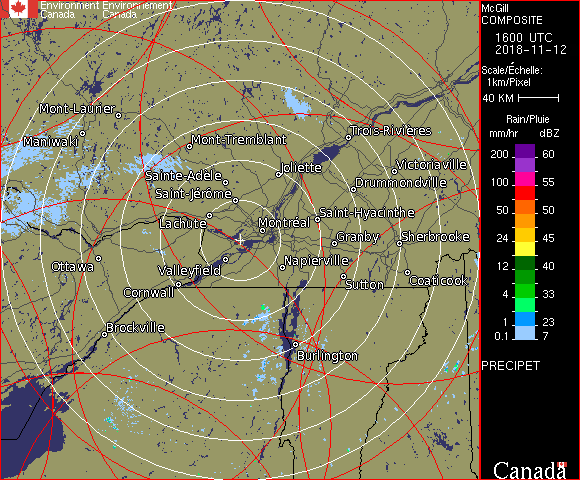 Environment Environnement
Canada Canada
McGill
COMPOSITE
1600 UTC
2018-11-12
Scale/Échelle:
1km/Pixel
40 KM
Rain/Pluie
mm/hr dBZ
200 60
150 55
100 55
50 50
24 45
12 40
4 33
1 23
0.1 7
PRECIPET
Canada
Mont-Laurier
Maniwaki
Mont-Tremblant
Trois-Rivières
Joliette
Victoriaville
Sainte-Adèle
Drummondville
Saint-Jérôme
Saint-Hyacinthe
Lachute
Montréal
Granby
Sherbrooke
Ottawa
Valleyfield
Napierville
Cornwall
Sutton
Coaticook
Brockville
Burlington